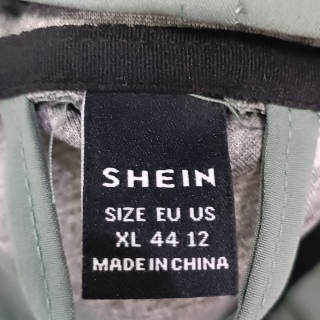 SHEIN
SIZE EU US
XL 44 12
MADE IN CHINA